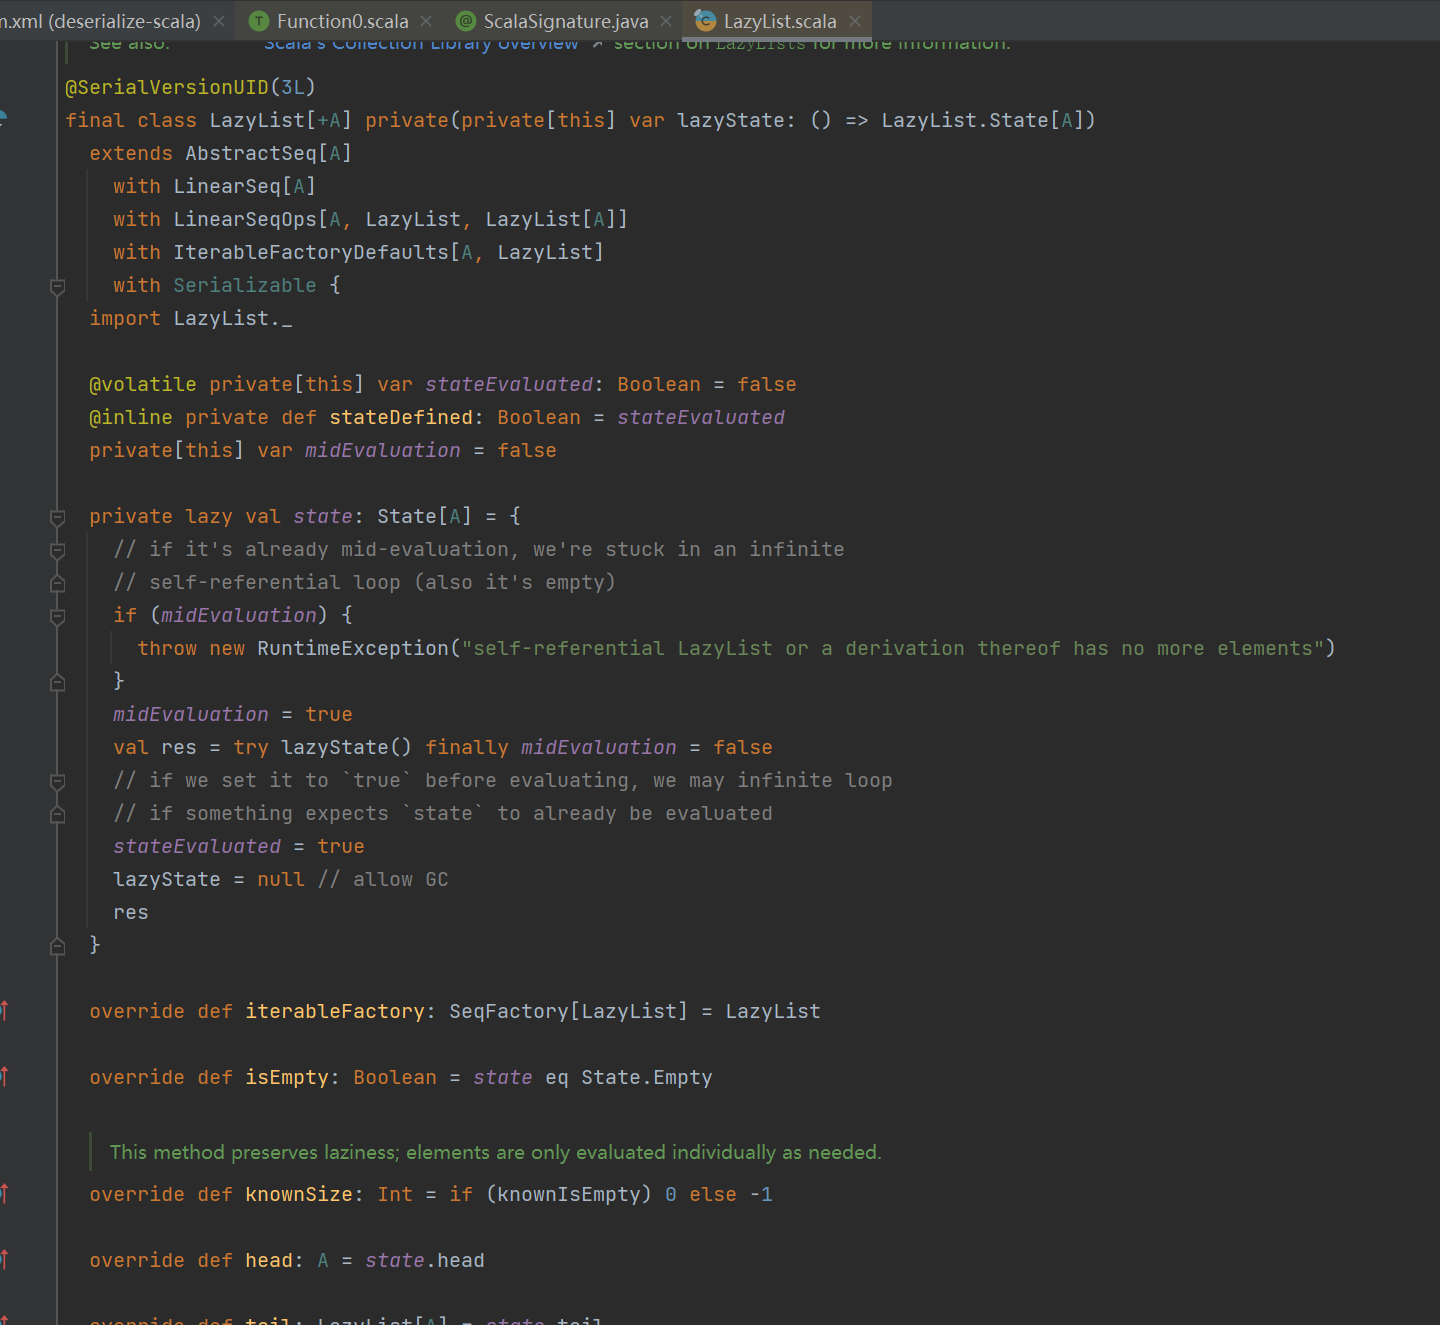 m.xml (deserialize-scala) Function0.scala ScalaSignature.java LazyList.scala
See also: Scala's Collection Library overview section on LazyLists for more information.
@SerialVersionUID(3L)
final class LazyList[+A] private(private[this] var lazyState: () => LazyList.State[A])
  extends AbstractSeq[A]
    with LinearSeq[A]
    with LinearSeqOps[A, LazyList, LazyList[A]]
    with IterableFactoryDefaults[A, LazyList]
    with Serializable {
  import LazyList._
  @volatile private[this] var stateEvaluated: Boolean = false
  @inline private def stateDefined: Boolean = stateEvaluated
  private[this] var midEvaluation = false
  private lazy val state: State[A] = {
    // if it's already mid-evaluation, we're stuck in an infinite
    // self-referential loop (also it's empty)
    if (midEvaluation) {
      throw new RuntimeException("self-referential LazyList or a derivation thereof has no more elements")
    }
    midEvaluation = true
    val res = try lazyState() finally midEvaluation = false
    // if we set it to `true` before evaluating, we may infinite loop
    // if something expects `state` to already be evaluated
    stateEvaluated = true
    lazyState = null // allow GC
    res
  }
  override def iterableFactory: SeqFactory[LazyList] = LazyList
  override def isEmpty: Boolean = state eq State.Empty
  This method preserves laziness; elements are only evaluated individually as needed.
  override def knownSize: Int = if (knownIsEmpty) 0 else -1
  override def head: A = state.head
  override def tail: LazyList[A] = state.tail